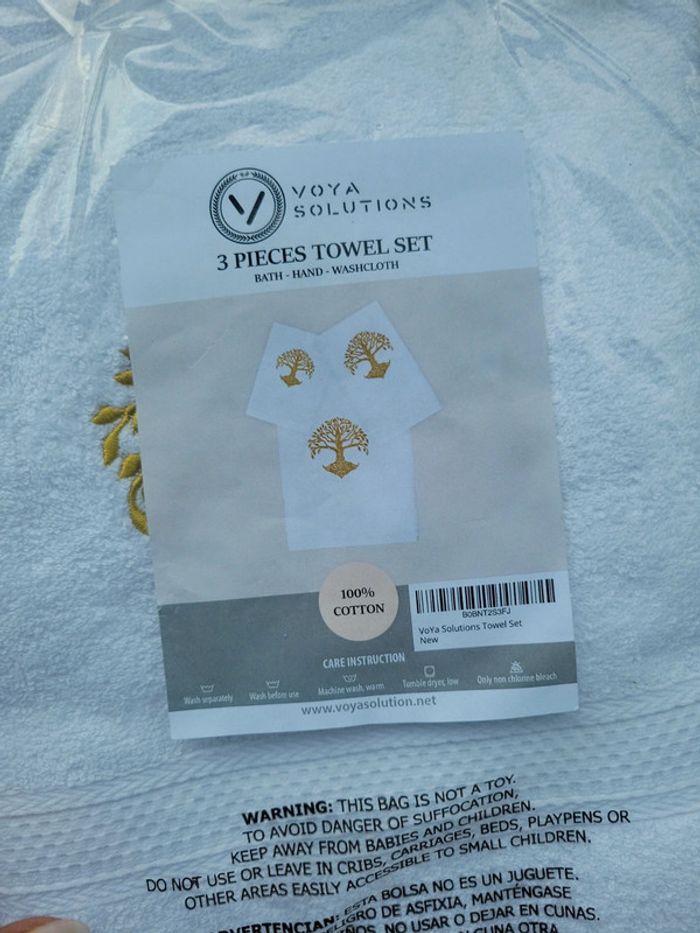 VOYA
SOLUTIONS
3 PIECES TOWEL SET
BATH - HAND - WASHCLOTH
100%
COTTON
B0BNT2S3FJ
VoYa Solutions Towel Set
New
CARE INSTRUCTION
Wash separately Wash before use Machine wash, warm Tumble dryer, low Only non chlorine bleach
www.voyasolution.net
WARNING: THIS BAG IS NOT A TOY.
TO AVOID DANGER OF SUFFOCATION,
KEEP AWAY FROM BABIES AND CHILDREN.
DO NOT USE OR LEAVE IN CRIBS, CARRIAGES, BEDS, PLAYPENS OR
OTHER AREAS EASILY ACCESSIBLE TO SMALL CHILDREN.
ESTA BOLSA NO ES UN JUGUETE.
DE ASFIXIA, MANTÉNGASE
NO USAR O DEJAR EN CUNAS.
OTRA